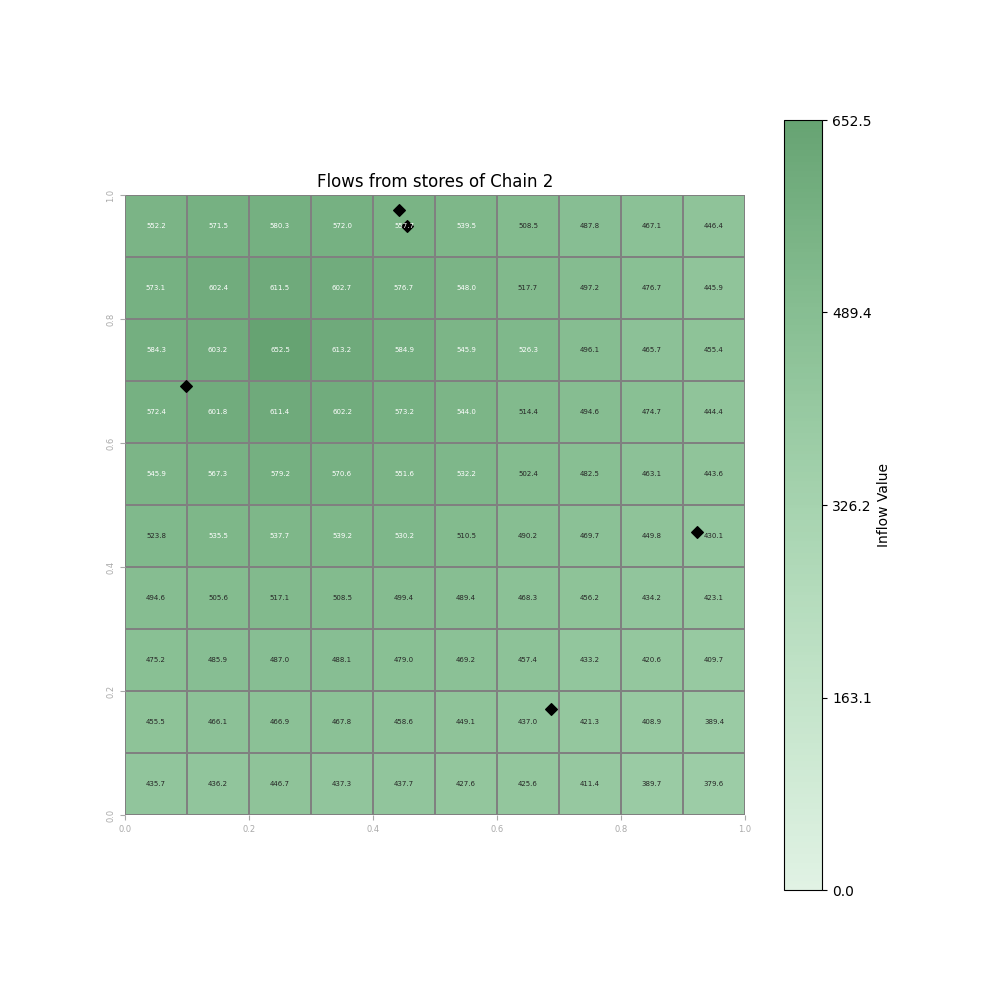 Flows from stores of Chain 2
1.0
552.2 571.5 580.3 572.0 539.5 508.5 487.8 467.1 446.4
573.1 602.4 611.5 602.7 576.7 548.0 517.7 497.2 476.7 445.9
0.8
584.3 603.2 652.5 613.2 584.9 545.9 526.3 496.1 465.7 455.4
572.4 601.8 611.4 602.2 573.2 544.0 514.4 494.6 474.7 444.4
0.6
545.9 567.3 579.2 570.6 551.6 532.2 502.4 482.5 463.1 443.6
523.8 535.5 537.7 539.2 530.2 510.5 490.2 469.7 449.8 430.1
0.4
494.6 505.6 517.1 508.5 499.4 489.4 468.3 456.2 434.2 423.1
475.2 485.9 487.0 488.1 479.0 469.2 457.4 433.2 420.6 409.7
0.2
455.5 466.1 466.9 467.8 458.6 449.1 437.0 421.3 408.9 389.4
435.7 436.2 446.7 437.3 437.7 427.6 425.6 411.4 389.7 379.6
0.0
0.0 0.2 0.4 0.6 0.8 1.0
652.5
489.4
326.2
163.1
0.0
Inflow Value